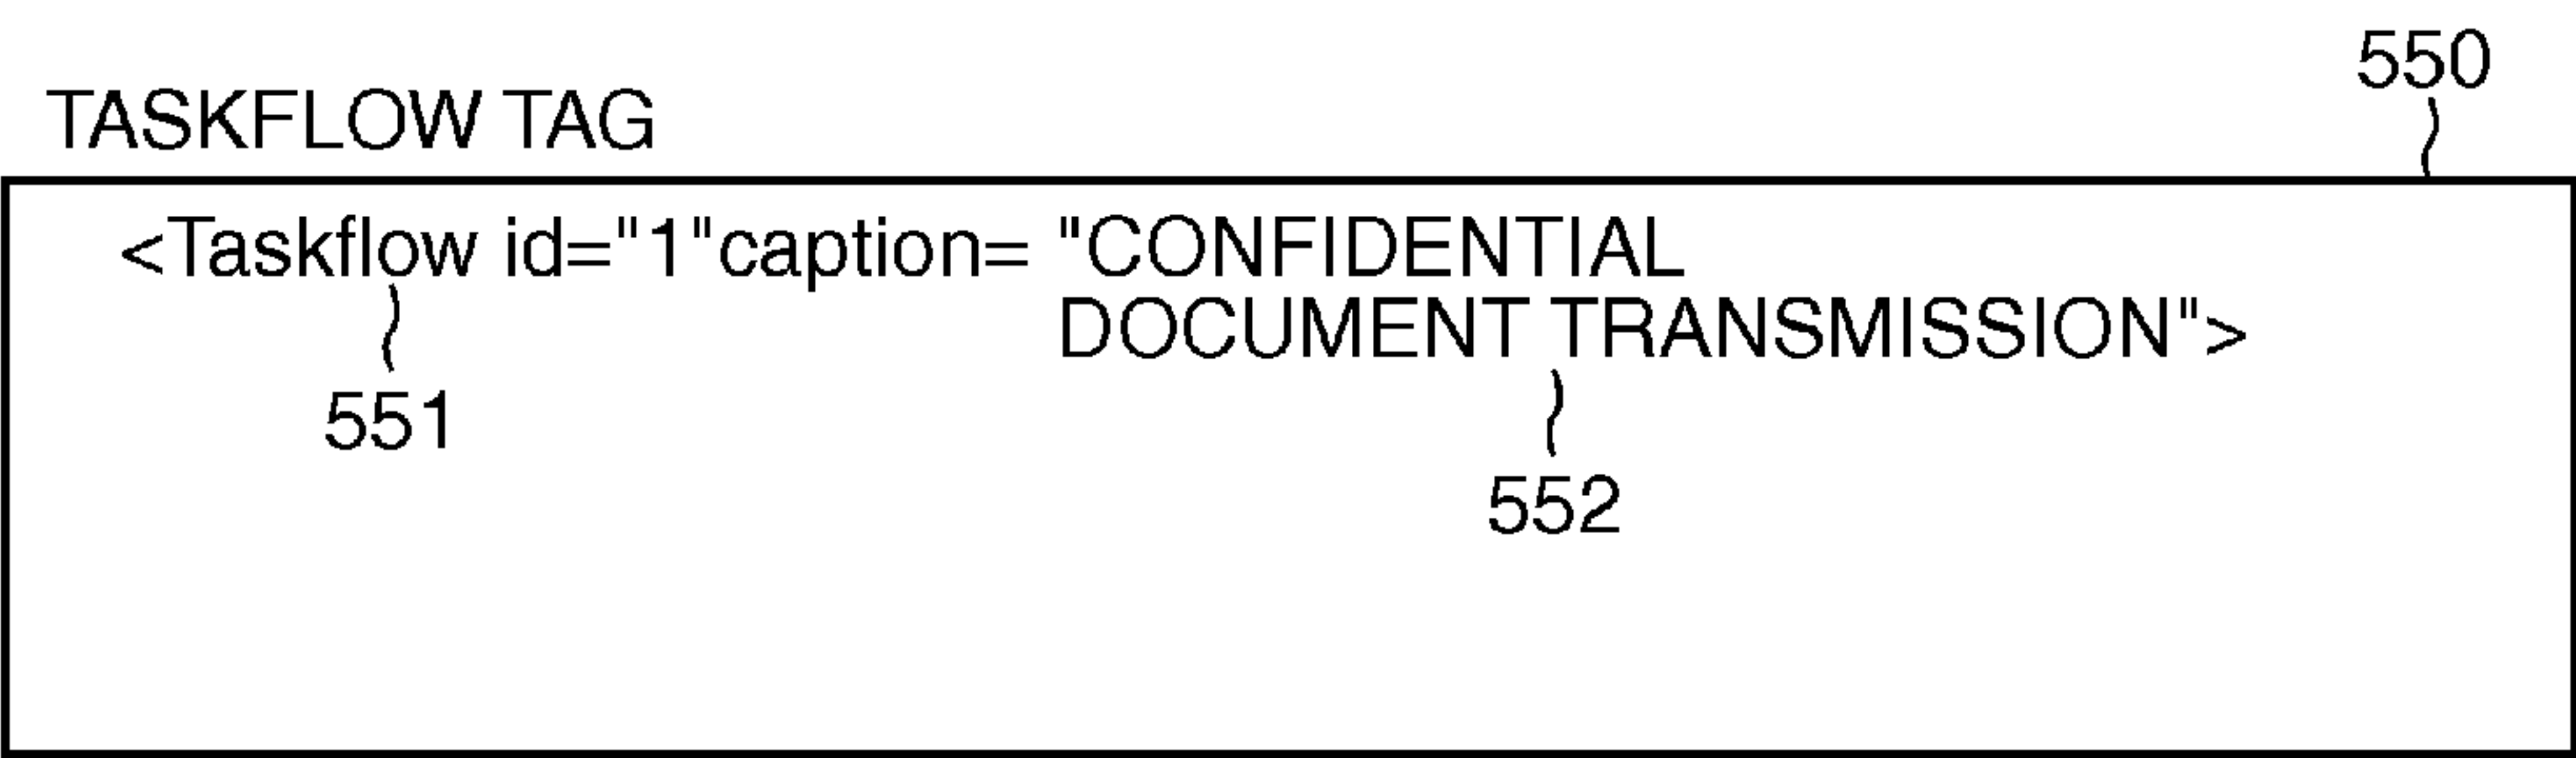 550
TASKFLOW TAG
<Taskflow id="1"caption= "CONFIDENTIAL
DOCUMENT TRANSMISSION">
551
552